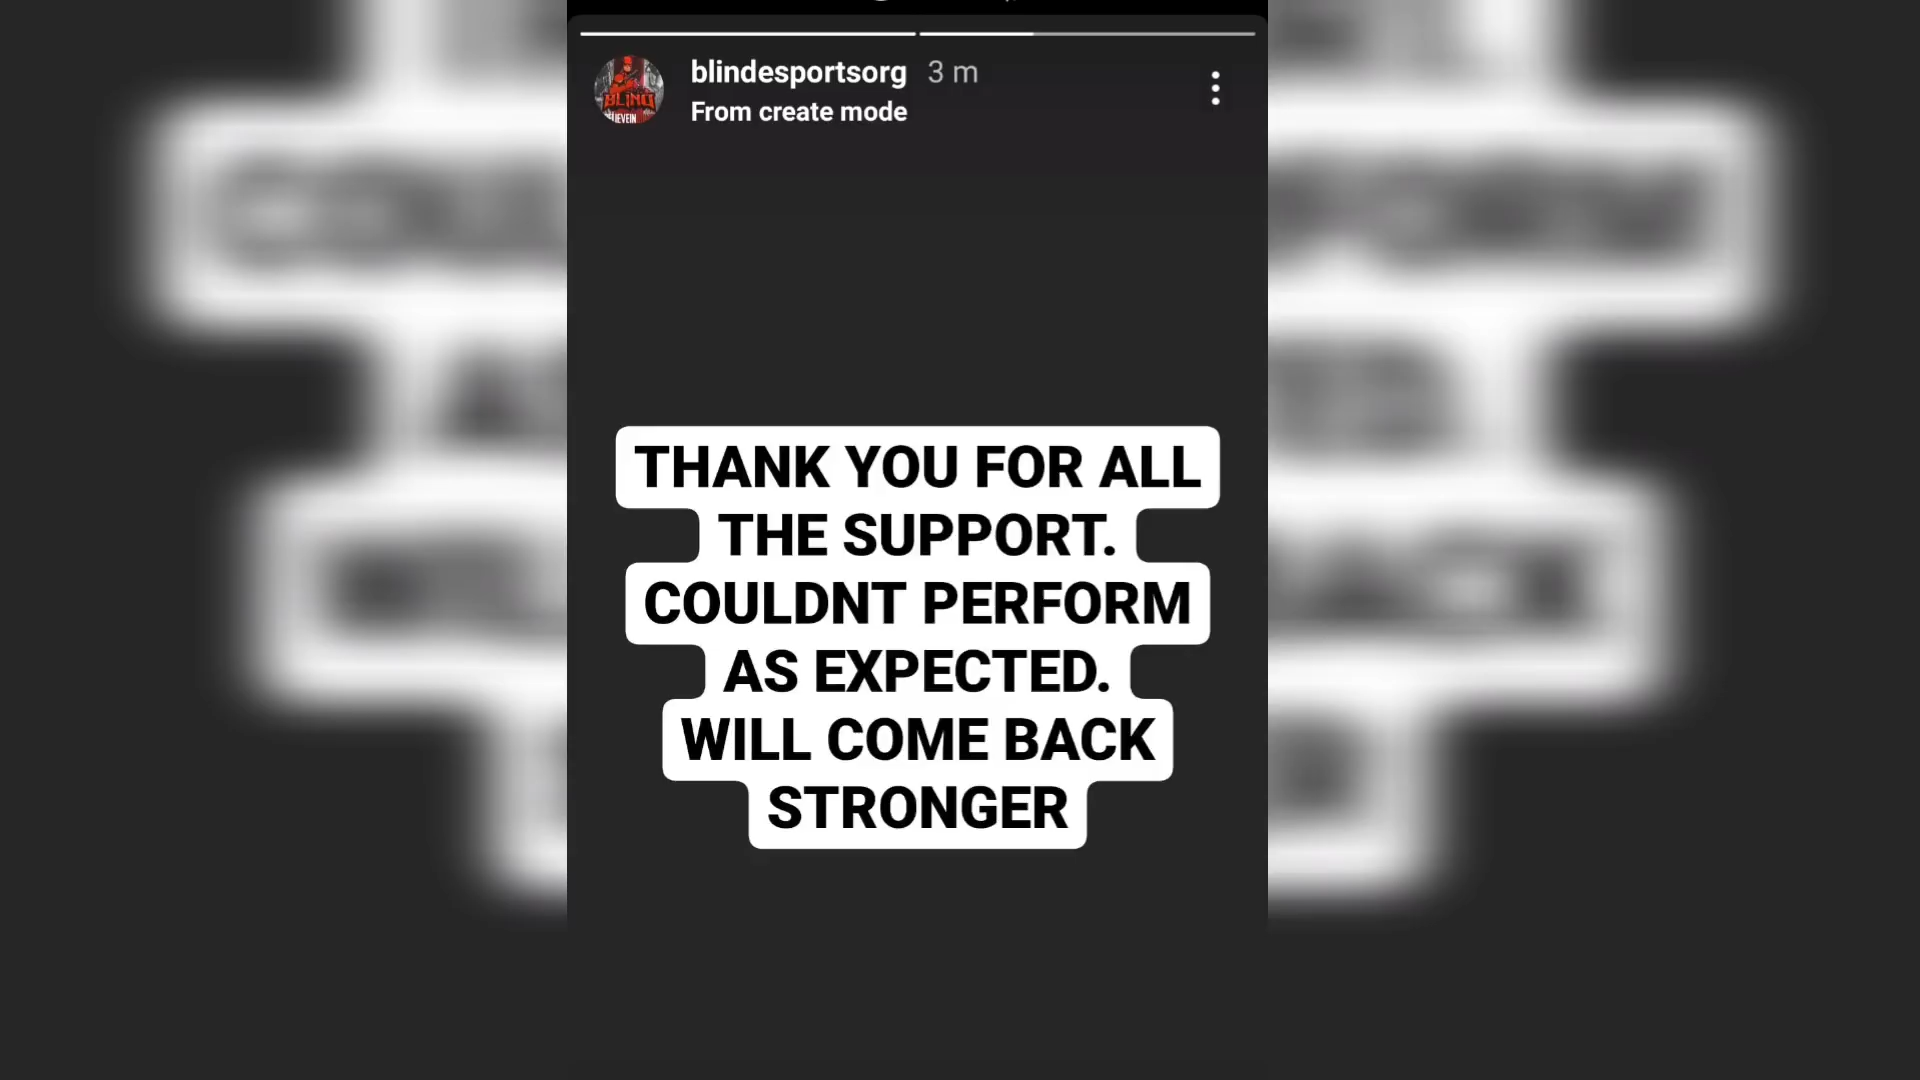 blindesportsorg 3 m
From create mode
BLIND
THANK YOU FOR ALL
THE SUPPORT.
COULDNT PERFORM
AS EXPECTED.
WILL COME BACK
STRONGER